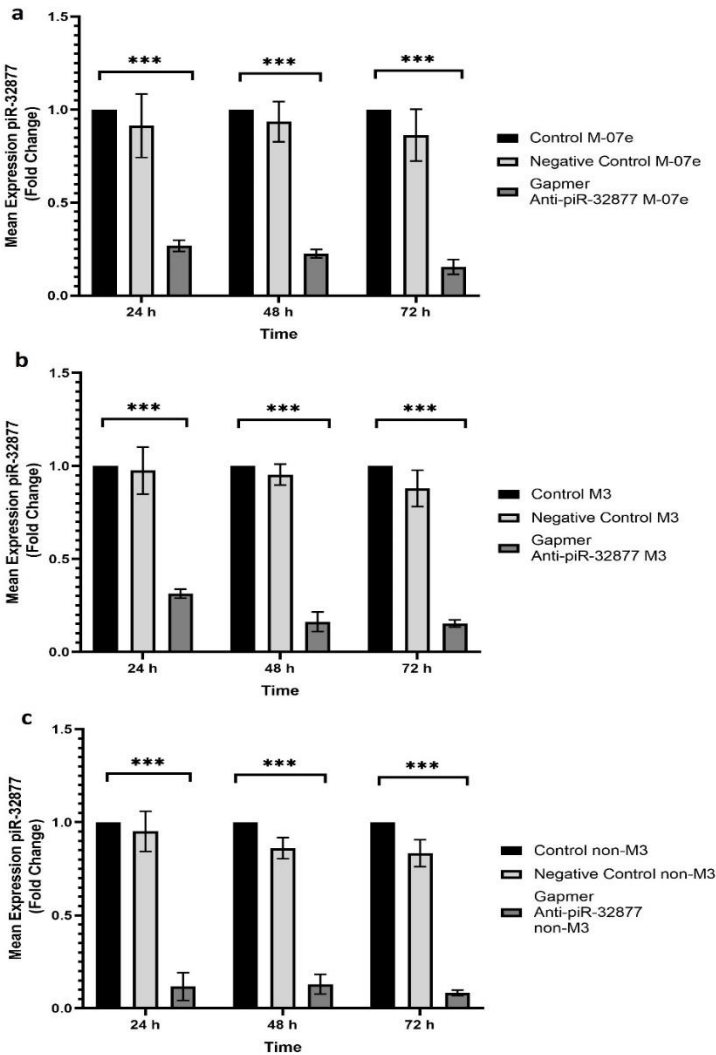 a
Mean Expression piR-32877
(Fold Change)
1.5
1.0
0.5
0.0
***
***
***
24 h
48 h
72 h
Time
Control M-07e
Negative Control M-07e
Gapmer
Anti-piR-32877 M-07e
b
Mean Expression piR-32877
(Fold Change)
1.5
1.0
0.5
0.0
***
***
***
24 h
48 h
72 h
Time
Control M3
Negative Control M3
Gapmer
Anti-piR-32877 M3
c
Mean Expression piR-32877
(Fold Change)
1.5
1.0
0.5
0.0
***
***
***
24 h
48 h
72 h
Time
Control non-M3
Negative Control non-M3
Gapmer
Anti-piR-32877
non-M3